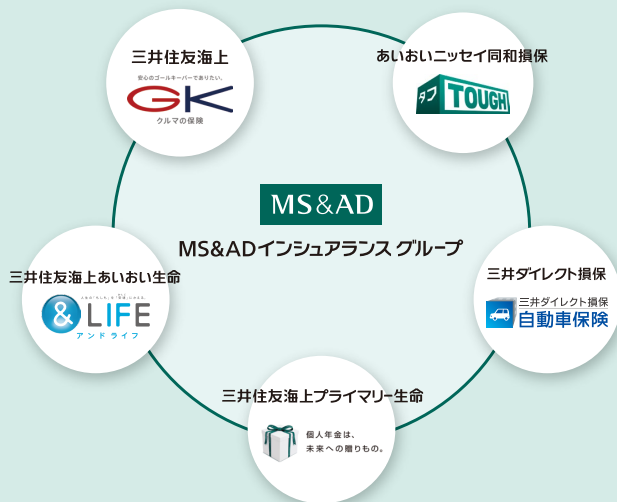 三井住友海上
安心のゴールキーパーでありたい。
GK
クルマの保険
あいおいニッセイ同和損保
タフ TOUGH
MS&AD
MS&ADインシュアランス グループ
三井住友海上あいおい生命
&LIFE
アンドライフ
三井ダイレクト損保
三井ダイレクト損保
自動車保険
三井住友海上プライマリー生命
個人年金は、
未来への贈りもの。